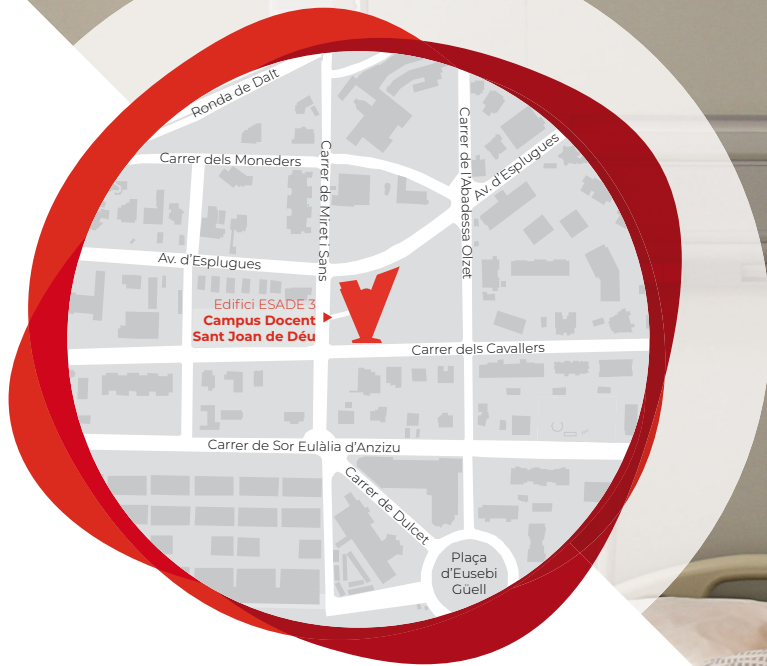 Ronda de Dalt
Carrer dels Moneders
Carrer de Miret i Sans
Carrer de l'Abadessa Olzet
Av. d'Esplugues
Av. d'Esplugues
Edifici ESADE 3
Campus Docent
Sant Joan de Déu
Carrer dels Cavallers
Carrer de Sor Eulàlia d'Anzizu
Carrer de Dulcet
Plaça
d'Eusebi
Güell